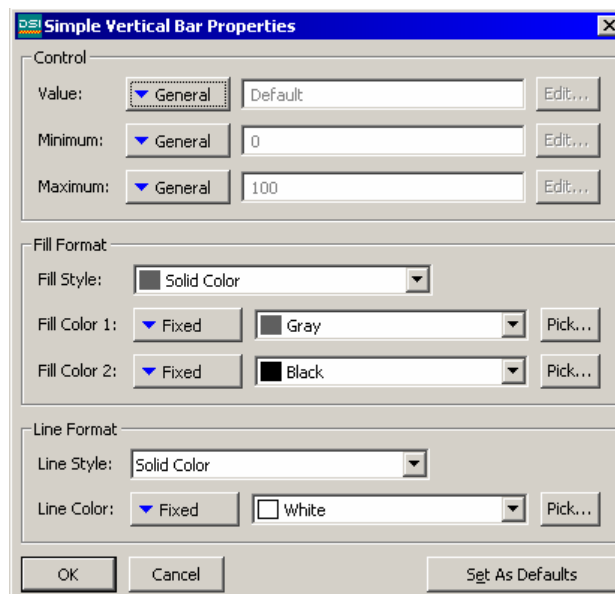 DSI Simple Vertical Bar Properties
Control
Value: General Default Edit...
Minimum: General 0 Edit...
Maximum: General 100 Edit...
Fill Format
Fill Style: Solid Color
Fill Color 1: Fixed Gray Pick...
Fill Color 2: Fixed Black Pick...
Line Format
Line Style: Solid Color
Line Color: Fixed White Pick...
OK Cancel Set As Defaults